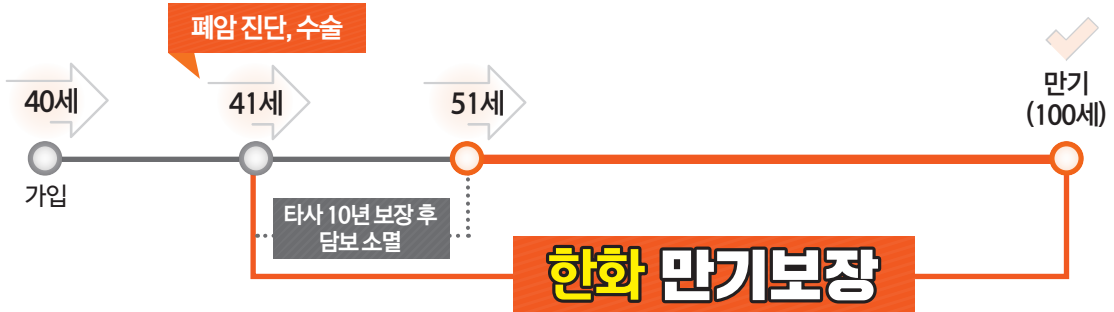 폐암 진단, 수술
40세
41세
51세
만기
(100세)
가입
타사 10년 보장 후
담보 소멸
한화 만기보장